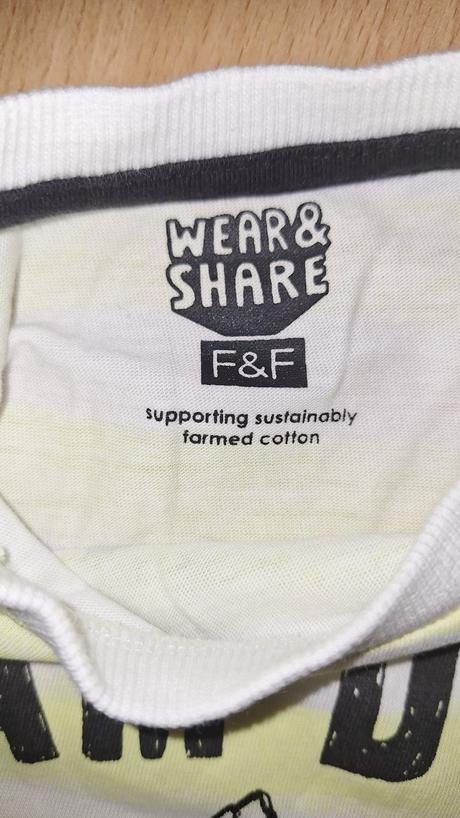 WEAR&
SHARE
F&F
supporting sustainably
farmed cotton